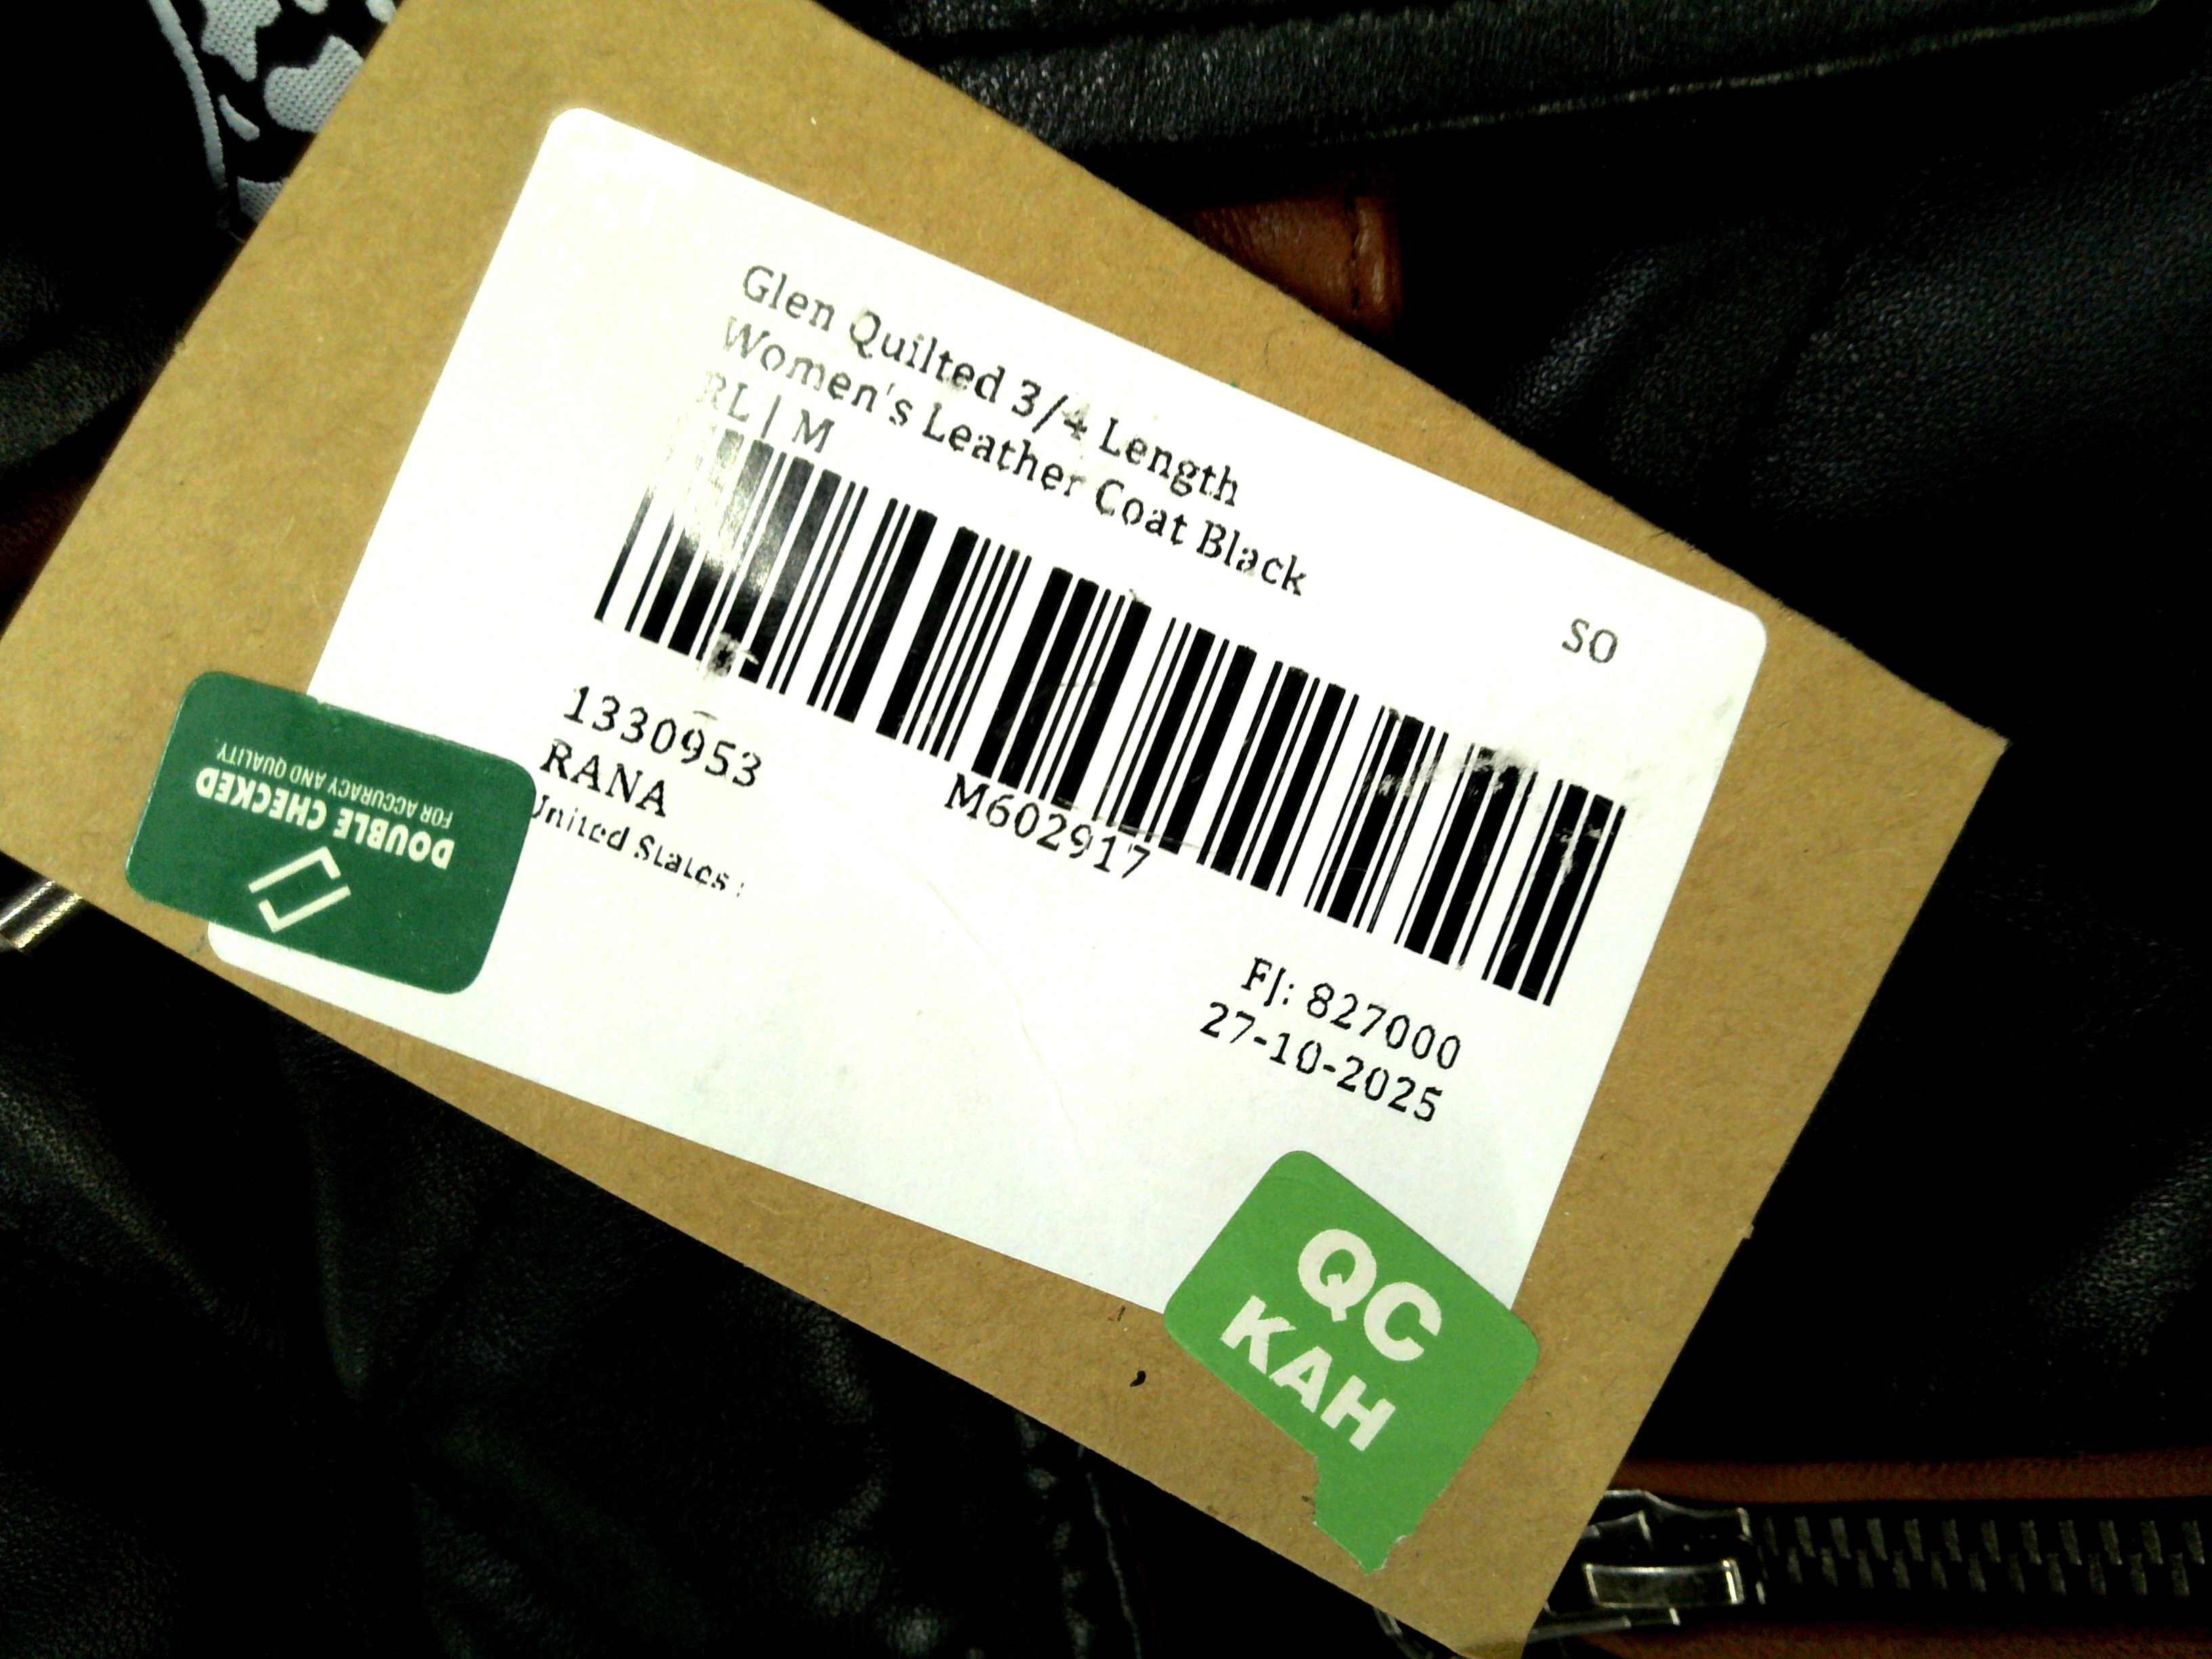 Glen Quilted 3/4 Length
Women's Leather Coat Black
RL | M
SO
M602917
1330953
RANA
United States :
FJ: 827000
27-10-2025
DOUBLE CHECKED
FOR ACCURACY AND QUALITY.
QC
KAH